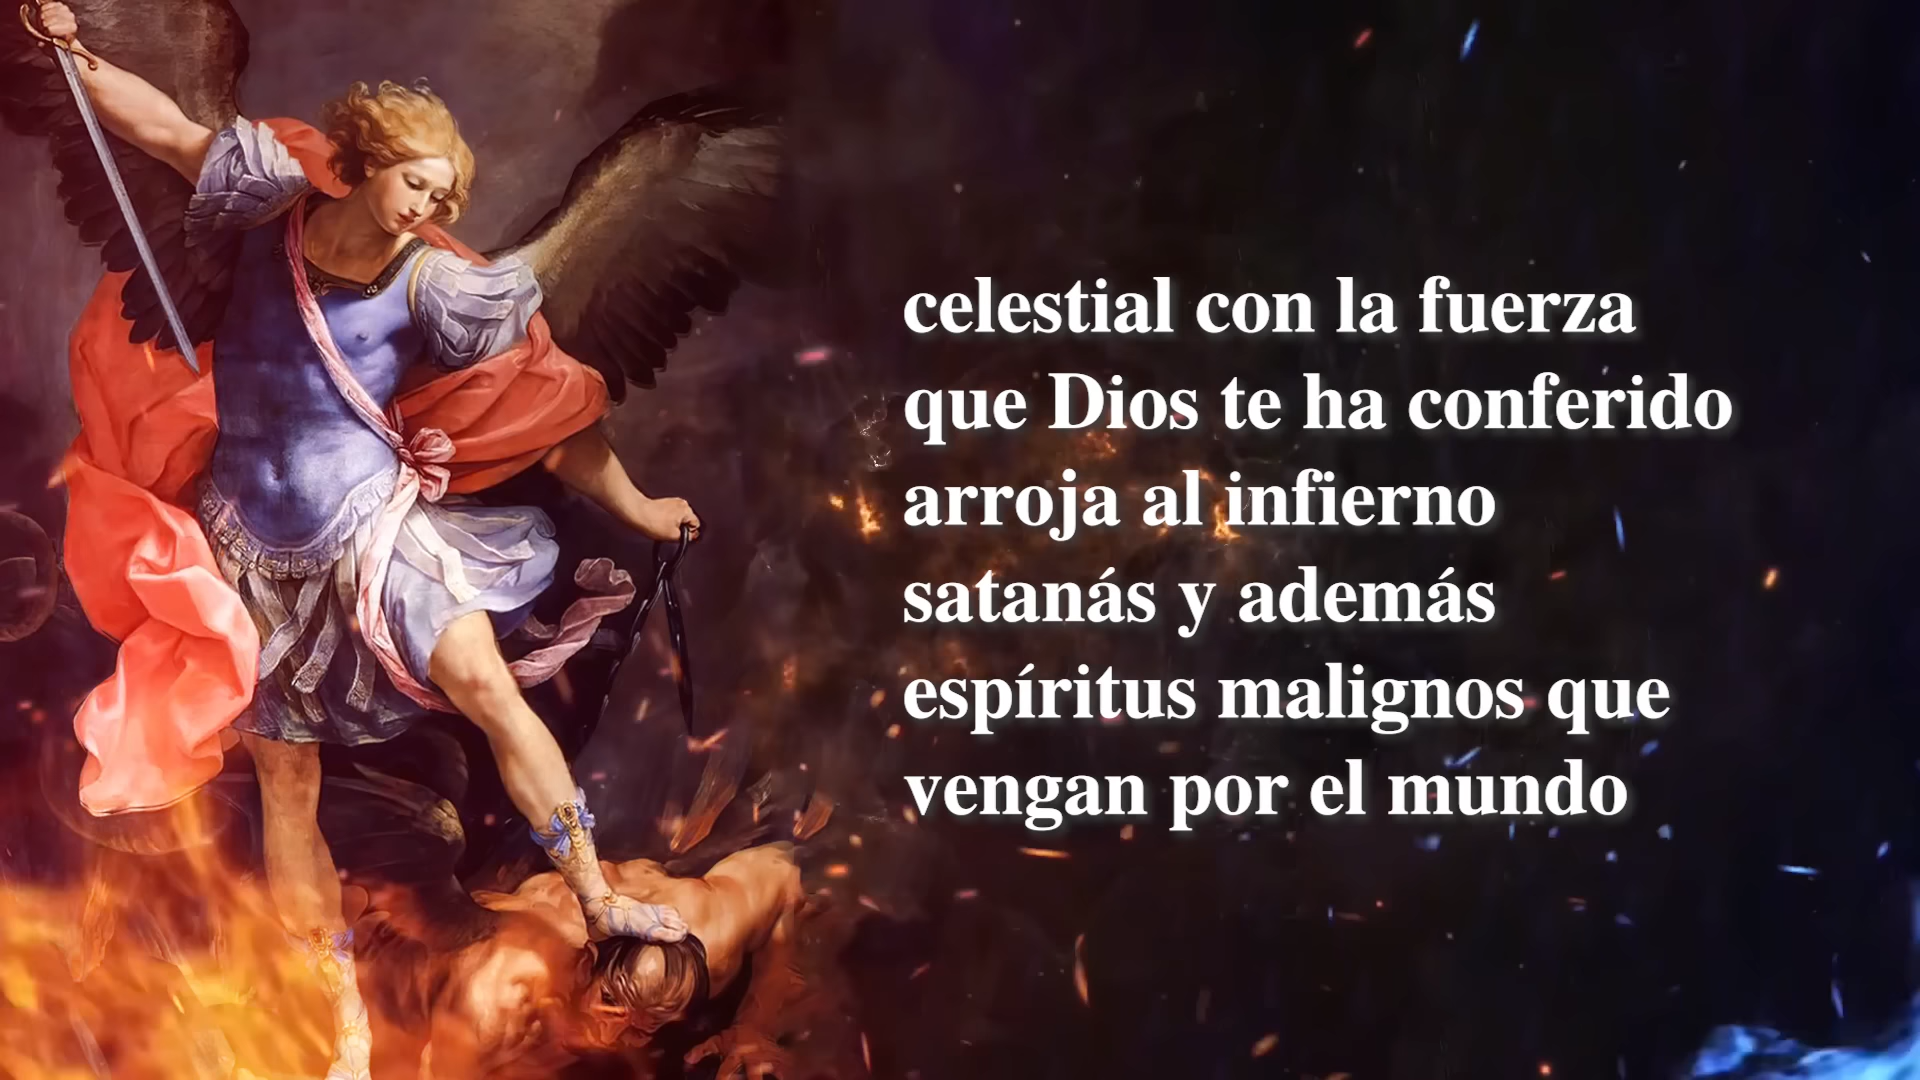 celestial con la fuerza
que Dios te ha conferido
arroja al infierno
satanás y además
espíritus malignos que
vengan por el mundo